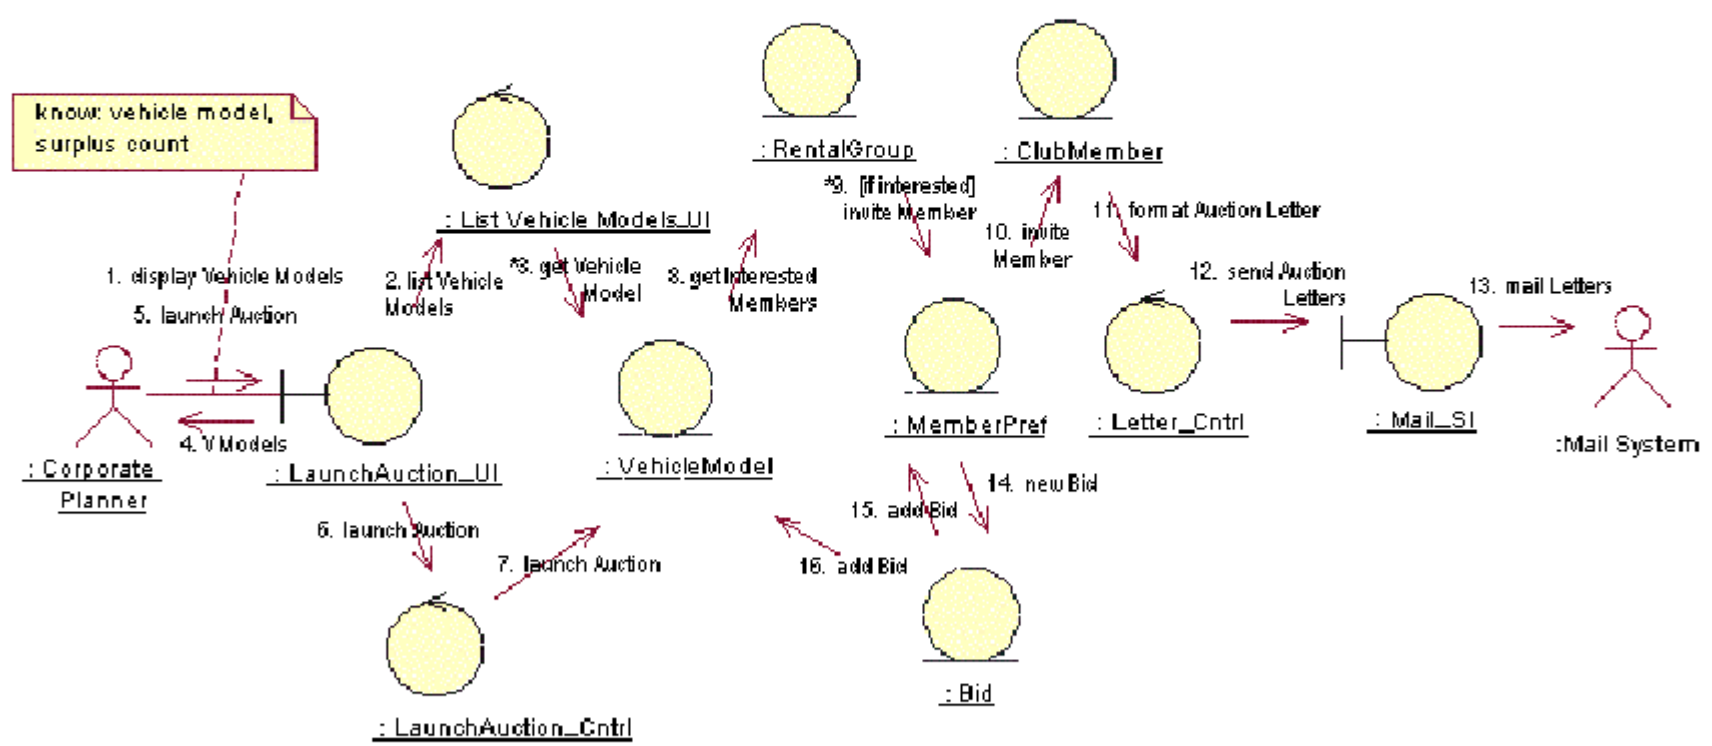 know: vehicle model,
surplus count
: RentalGroup
: ClubMember
*9. [if interested]
invite Member
11. format Auction Letter
10. invite
Member
: List Vehicle Models_UI
1. display Vehicle Models
2. list Vehicle
Models
*3. get Vehicle
Model
8. getInterested
Members
12. send Auction
Letters
13. mail Letters
5. launch Auction
4. V Models
: Corporate
Planner
: LaunchAuction_UI
: VehicleModel
: MemberPref
: Letter_Cntrl
: Mail_SI
:Mail System
14. new Bid
15. add Bid
6. launch Auction
7. launch Auction
16. add Bid
: Bid
: LaunchAuction_Cntrl